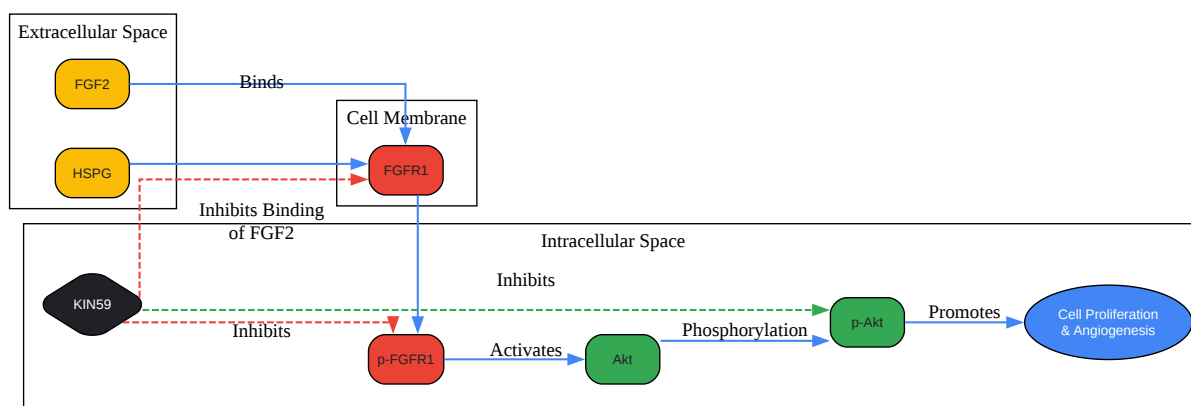 Extracellular Space
FGF2
Binds
Cell Membrane
HSPG
FGFR1
Inhibits Binding
of FGF2
Intracellular Space
KIN59
Inhibits
Inhibits
p-FGFR1
Activates
Akt
Phosphorylation
p-Akt
Promotes
Cell Proliferation
& Angiogenesis